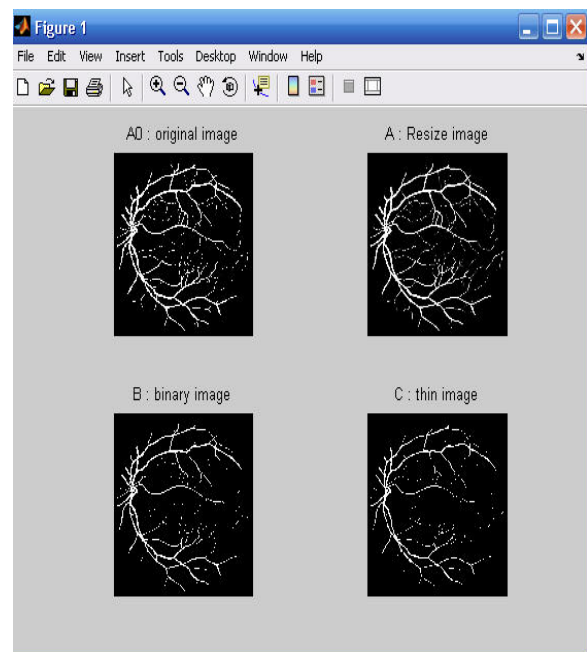 Figure 1
File Edit View Insert Tools Desktop Window Help
A0 : original image
A : Resize image
B : binary image
C : thin image